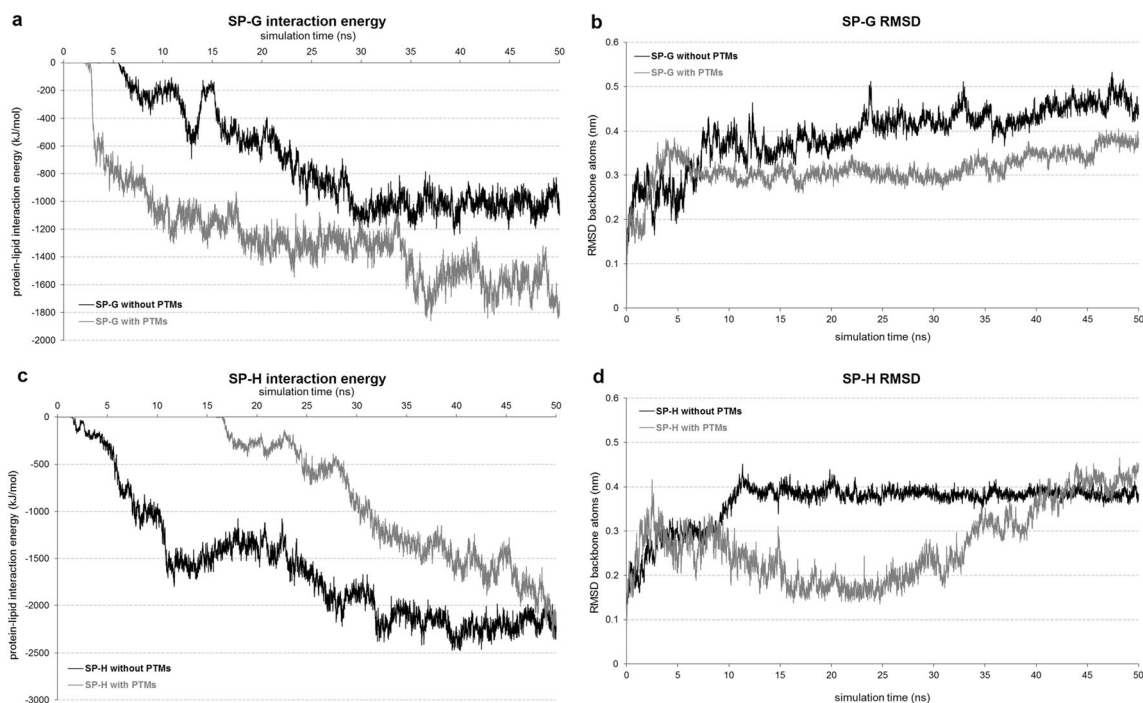 a
SP-G interaction energy
simulation time (ns)
0 5 10 15 20 25 30 35 40 45 50
0
-200
-400
-600
-800
-1000
-1200
-1400
-1600
-1800
-2000
protein-lipid interaction energy (kJ/mol)
SP-G without PTMs
SP-G with PTMs
b
SP-G RMSD
0.6
0.5
0.4
0.3
0.2
0.1
0
RMSD backbone atoms (nm)
SP-G without PTMs
SP-G with PTMs
0 5 10 15 20 25 30 35 40 45 50
simulation time (ns)
c
SP-H interaction energy
simulation time (ns)
0 5 10 15 20 25 30 35 40 45 50
0
-500
-1000
-1500
-2000
-2500
-3000
protein-lipid interaction energy (kJ/mol)
SP-H without PTMs
SP-H with PTMs
d
SP-H RMSD
0.6
0.5
0.4
0.3
0.2
0.1
0
RMSD backbone atoms (nm)
SP-H without PTMs
SP-H with PTMs
0 5 10 15 20 25 30 35 40 45 50
simulation time (ns)